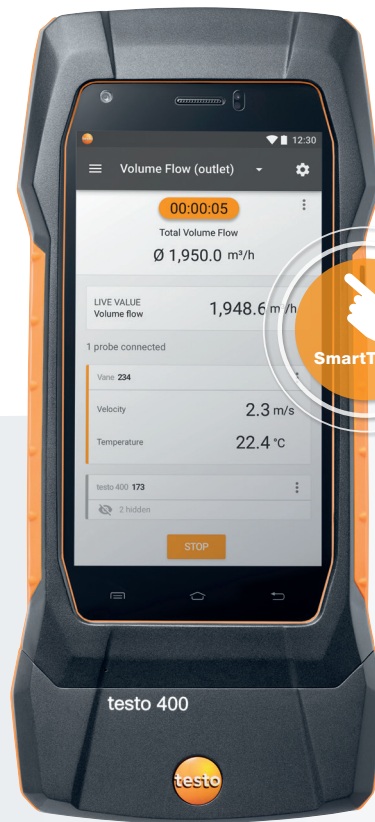 12:30
Volume Flow (outlet)
00:00:05
Total Volume Flow
Ø 1,950.0 m³/h
LIVE VALUE
Volume flow
1,948.6 m³/h
SmartT
1 probe connected
Vane 234
Velocity 2.3 m/s
Temperature 22.4 °C
testo 400 173
2 hidden
STOP
testo 400
testo